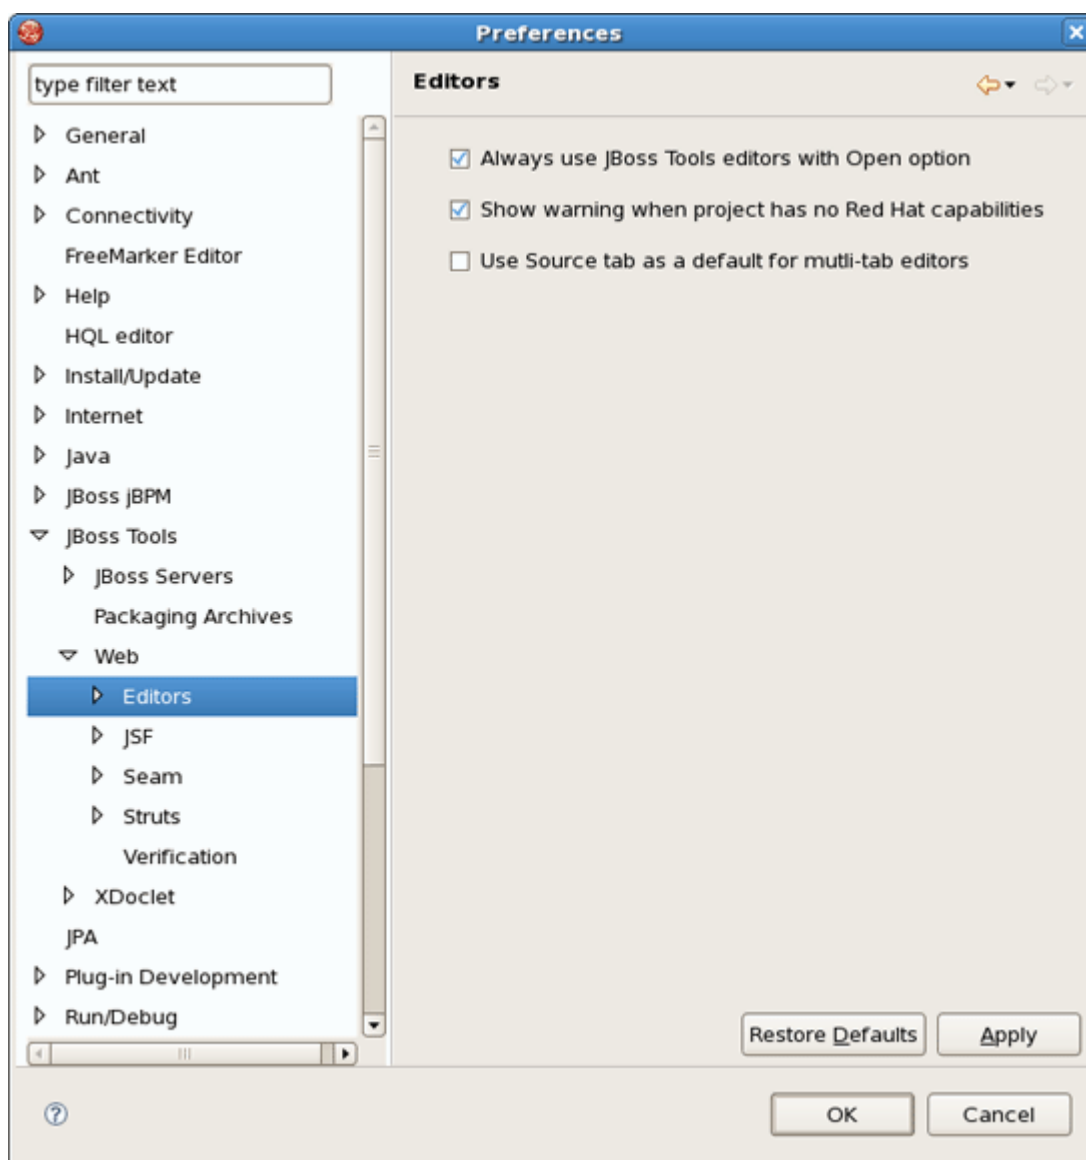 Preferences
type filter text
General
Ant
Connectivity
FreeMarker Editor
Help
HQL editor
Install/Update
Internet
Java
JBoss jBPM
JBoss Tools
JBoss Servers
Packaging Archives
Web
Editors
JSF
Seam
Struts
Verification
XDoclet
JPA
Plug-in Development
Run/Debug
Editors
Always use JBoss Tools editors with Open option
Show warning when project has no Red Hat capabilities
Use Source tab as a default for mutli-tab editors
Restore Defaults
Apply
?
OK
Cancel